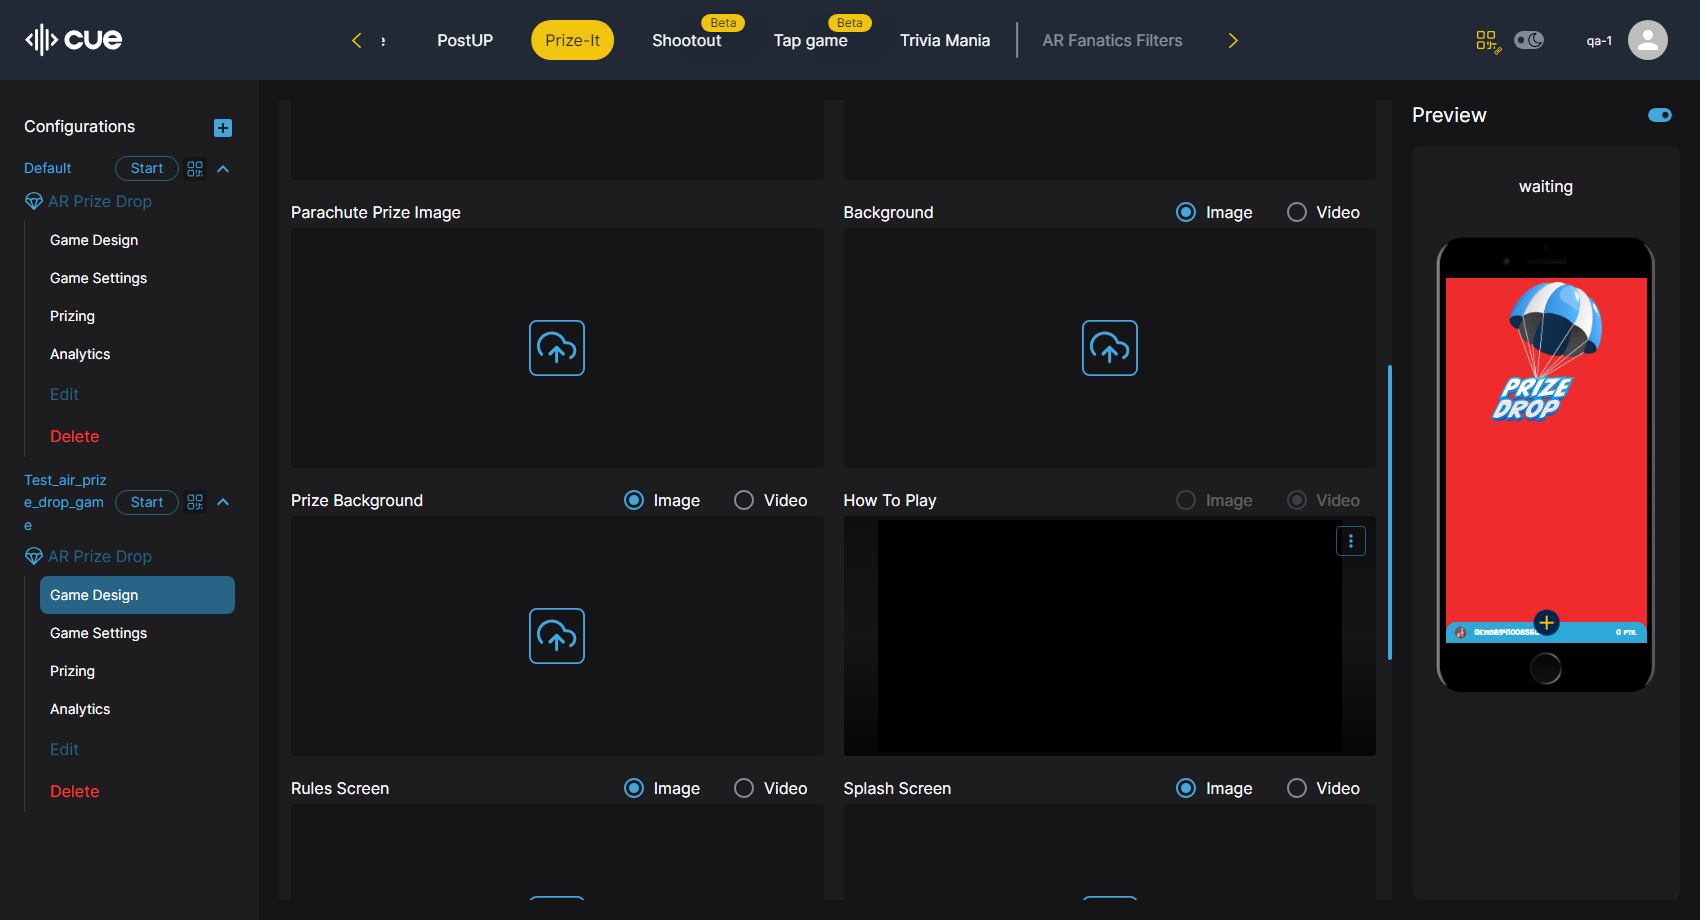 cue
PostUP
Prize-It
Shootout
Beta
Tap game
Beta
Trivia Mania
AR Fanatics Filters
qa-1
Configurations
Default
Start
AR Prize Drop
Game Design
Game Settings
Prizing
Analytics
Edit
Delete
Test_air_priz
e_drop_gam
e
Start
AR Prize Drop
Game Design
Game Settings
Prizing
Analytics
Edit
Delete
Parachute Prize Image
Background
Image
Video
Prize Background
Image
Video
How To Play
Image
Video
Rules Screen
Image
Video
Splash Screen
Image
Video
Preview
waiting
PRIZE
DROP
0 PTS.